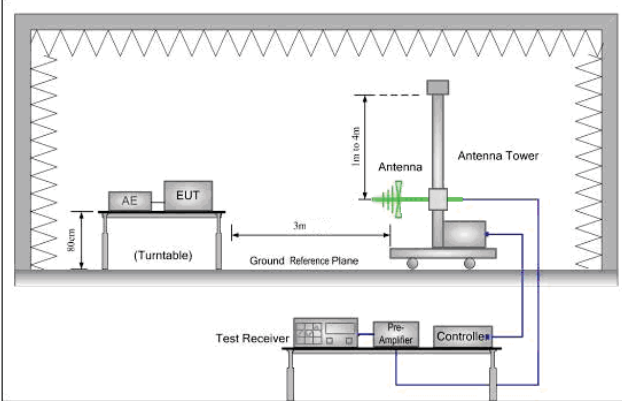 1m to 4m
Antenna
Antenna Tower
AE
EUT
80cm
(Turntable)
3m
Ground Reference Plane
Test Receiver
Pre-
Amplifier
Controller